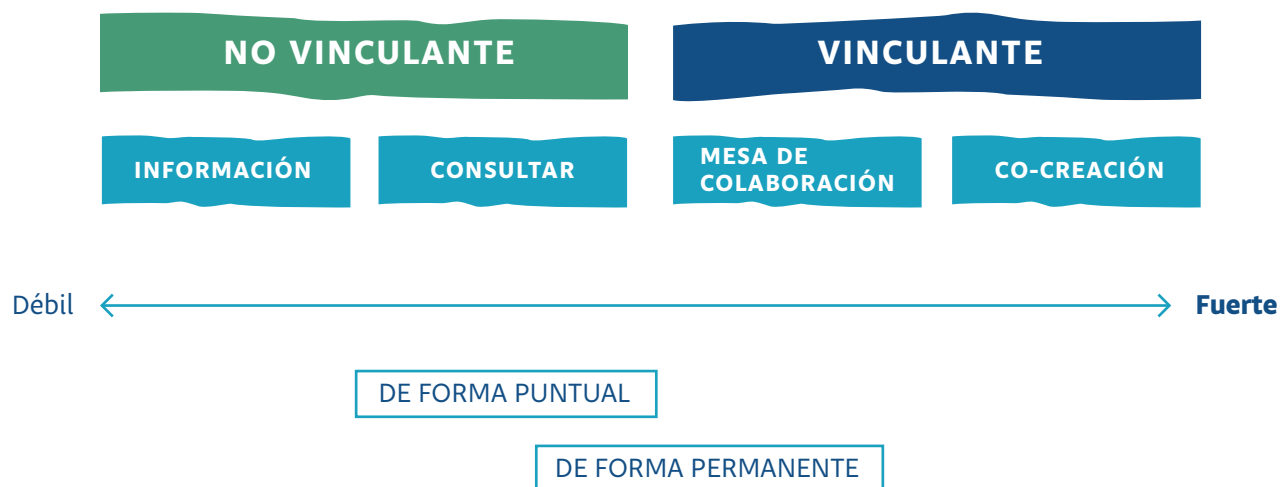 NO VINCULANTE
VINCULANTE
INFORMACIÓN
CONSULTAR
MESA DE
COLABORACIÓN
CO-CREACIÓN
Débil
Fuerte
DE FORMA PUNTUAL
DE FORMA PERMANENTE